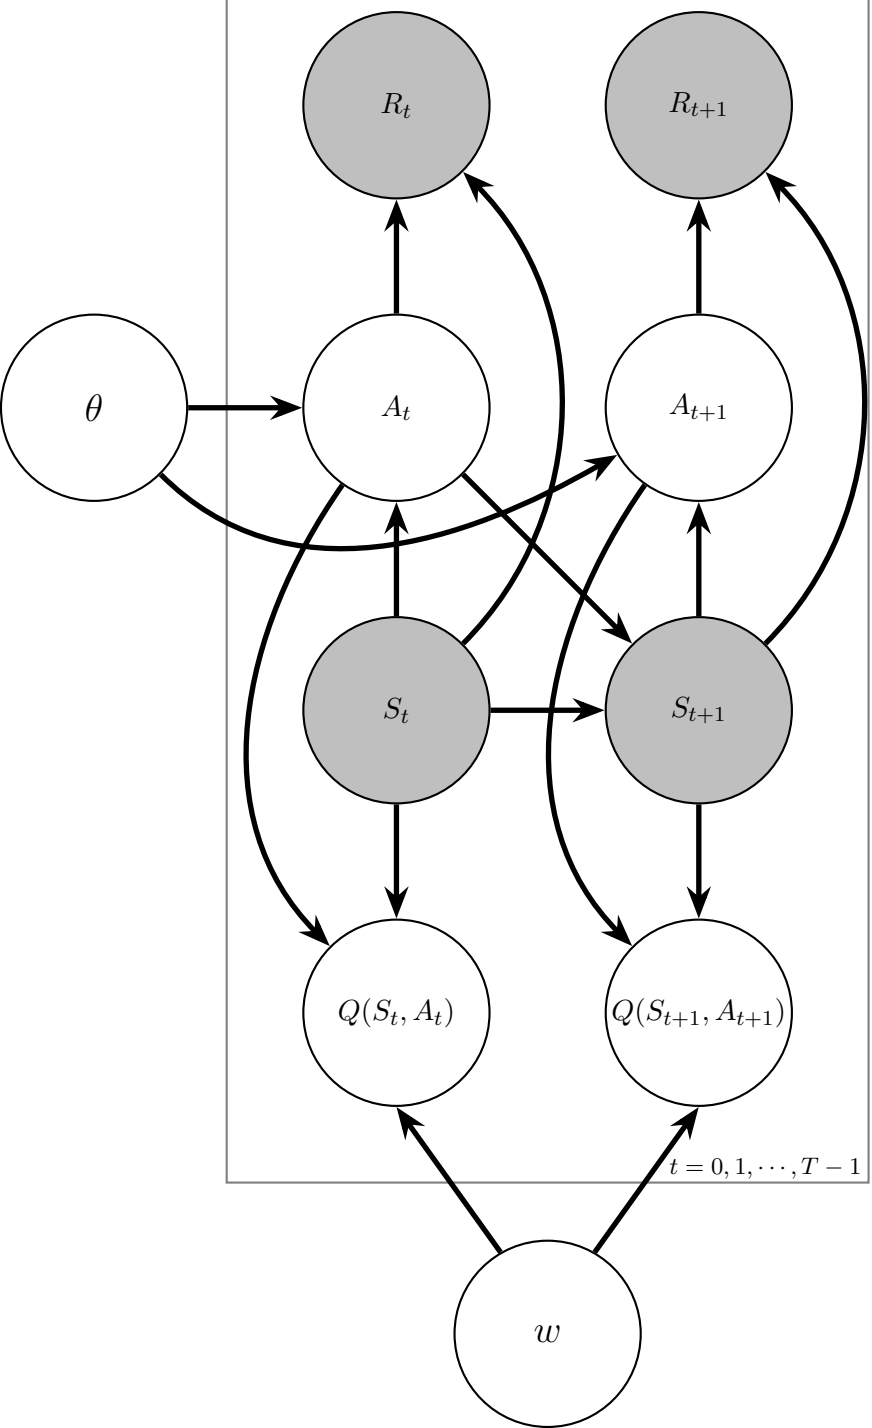 R_t R_{t+1}
θ A_t A_{t+1}
S_t S_{t+1}
Q(S_t, A_t) Q(S_{t+1}, A_{t+1})
t = 0, 1, ⋯, T − 1
w